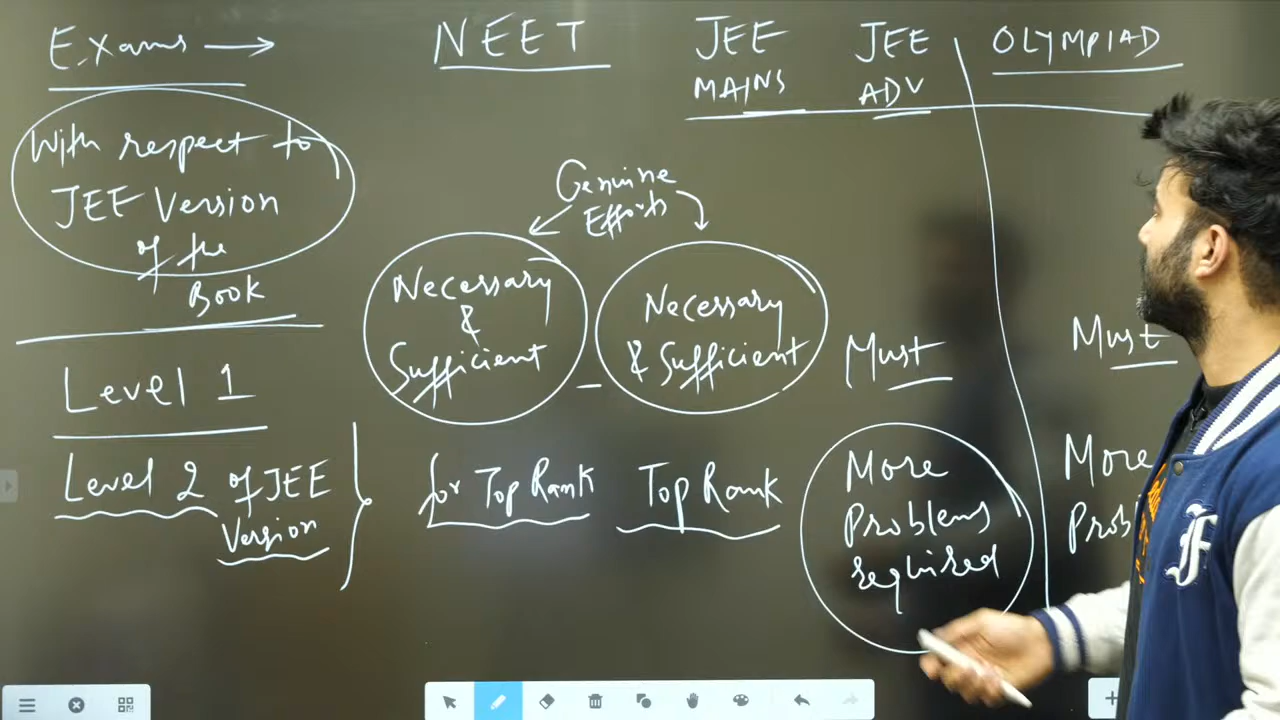 Exams → NEET JEE MAINS JEE ADV OLYMPIAD
With respect to
JEE Version
of the
Book
Genuine
Efforts
Level 1
Necessary
&
Sufficient
Necessary
& Sufficient
Must
Must
Level 2 of JEE
Version
for Top Rank
Top Rank
More
Problems
required
More
Prob
F